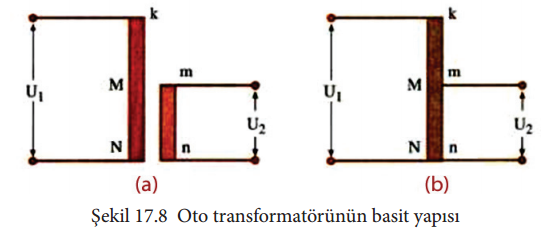 k
k
m
m
M
M
U1
U1
U2
U2
N
n
N
n
(a)
(b)
Şekil 17.8 Oto transformatörünün basit yapısı